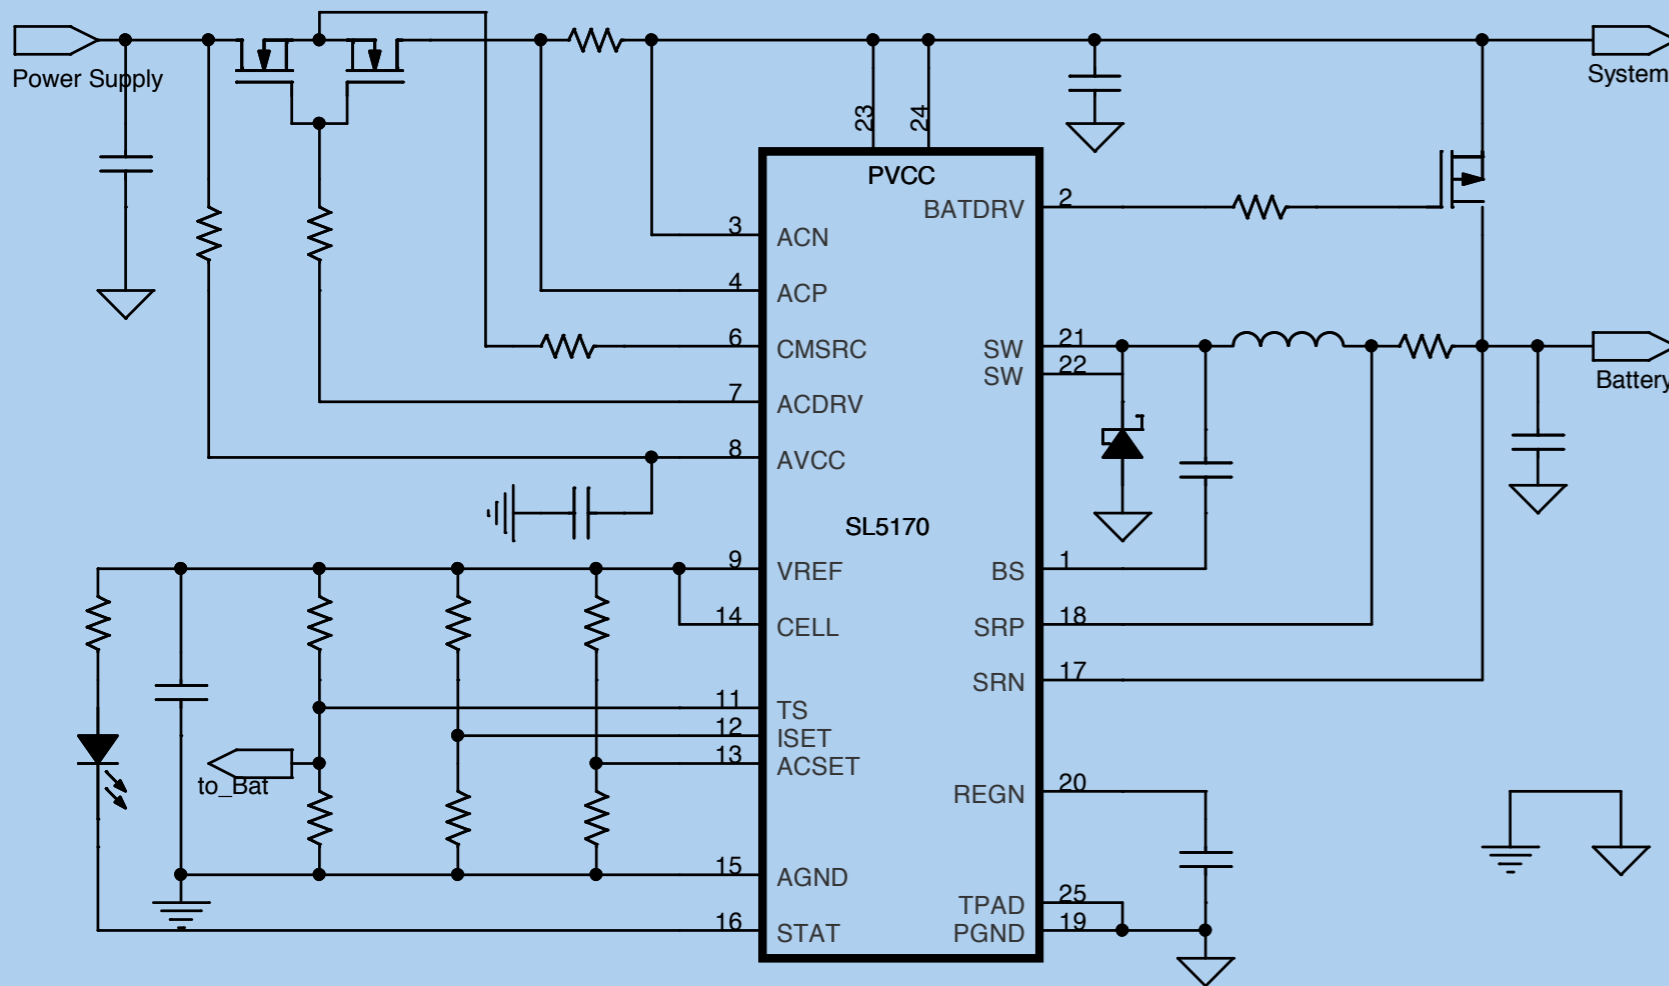 Power Supply
System
23
24
PVCC
2
BATDRV
3
ACN
4
ACP
6
CMSRC
SW
21
SW
22
Battery
7
ACDRV
8
AVCC
SL5170
9
VREF
BS
1
14
CELL
SRP
18
SRN
17
11
TS
12
ISET
13
ACSET
to_Bat
REGN
20
15
AGND
TPAD
25
16
STAT
PGND
19